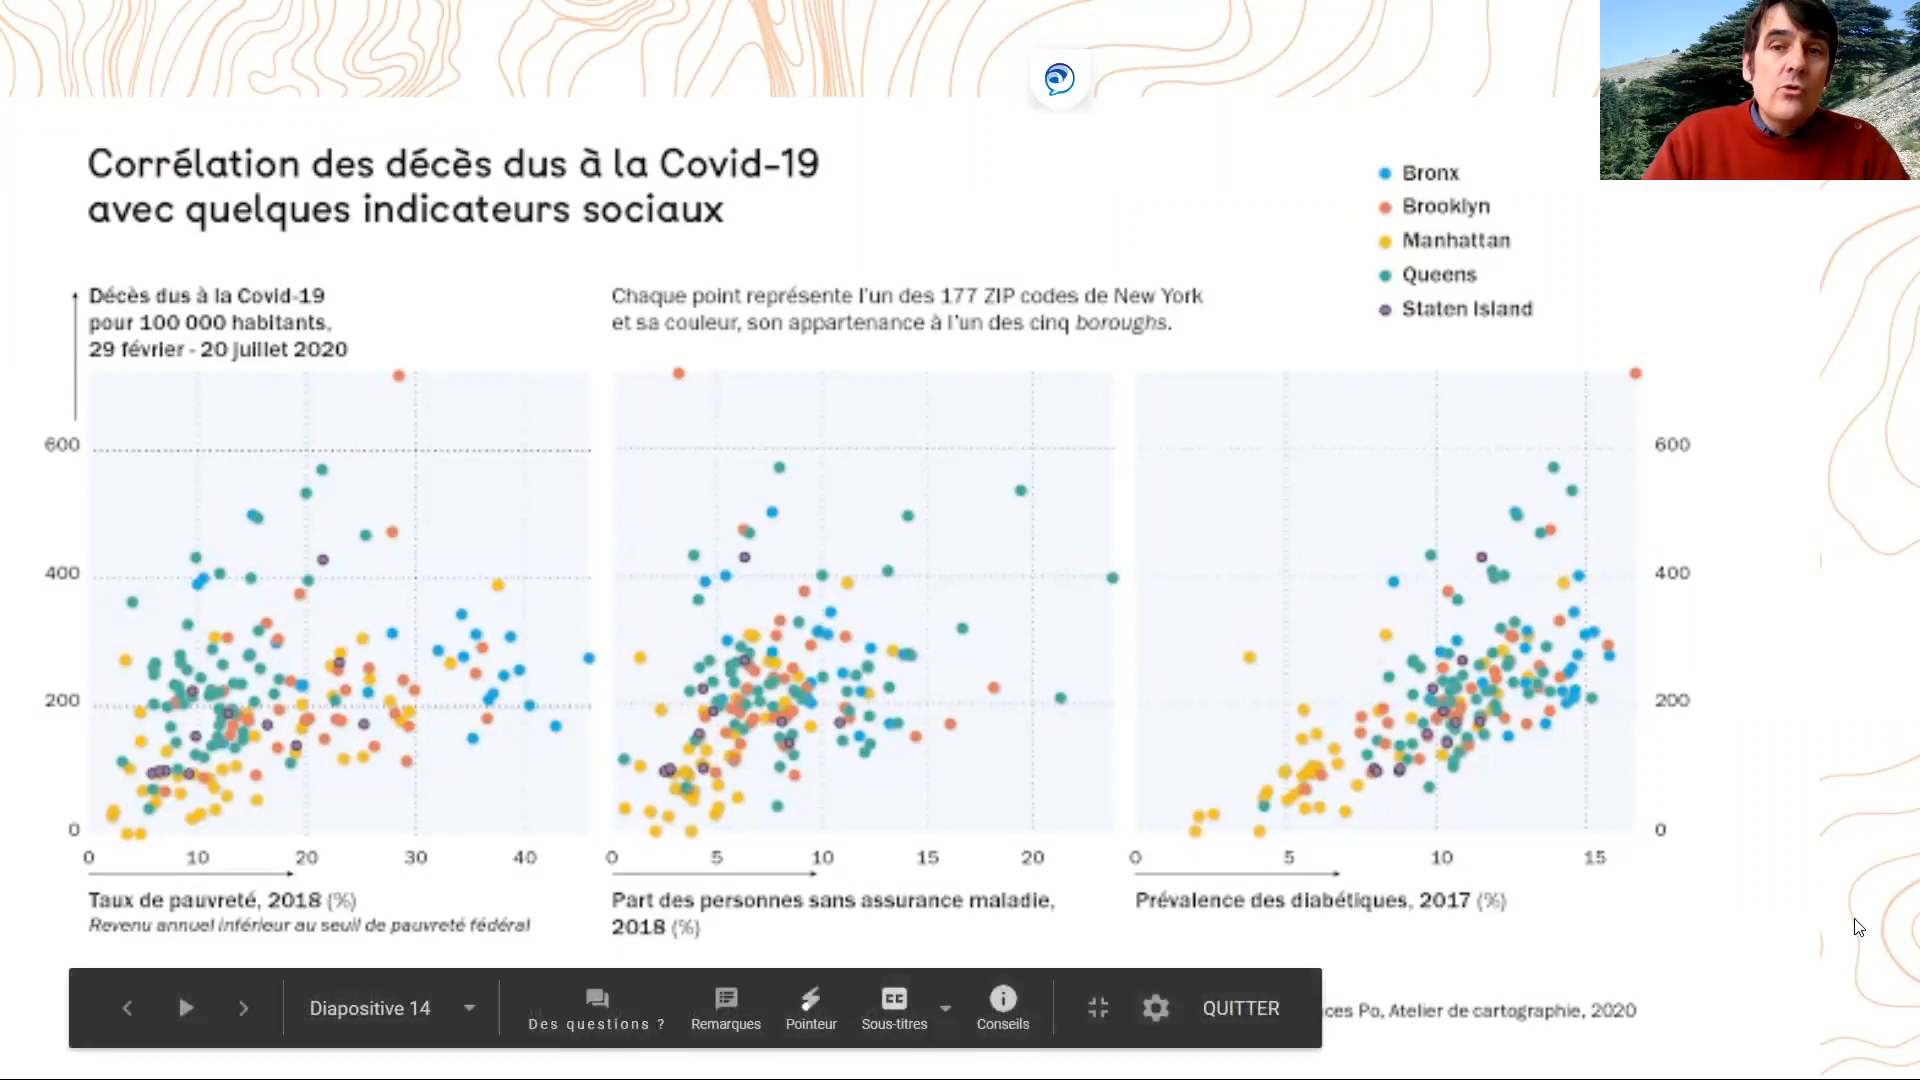 Corrélation des décès dus à la Covid-19
avec quelques indicateurs sociaux
Bronx
Brooklyn
Manhattan
Queens
Staten Island
Décès dus à la Covid-19
pour 100 000 habitants,
29 février - 20 juillet 2020
Chaque point représente l'un des 177 ZIP codes de New York
et sa couleur, son appartenance à l'un des cinq boroughs.
600
400
200
0
600
400
200
0
0 10 20 30 40
0 5 10 15 20
0 5 10 15
Taux de pauvreté, 2018 (%)
Revenu annuel inférieur au seuil de pauvreté fédéral
Part des personnes sans assurance maladie,
2018 (%)
Prévalence des diabétiques, 2017 (%)
Diapositive 14
Des questions ?
Remarques
Pointeur
CC
Sous-titres
Conseils
QUITTER
ces Po, Atelier de cartographie, 2020